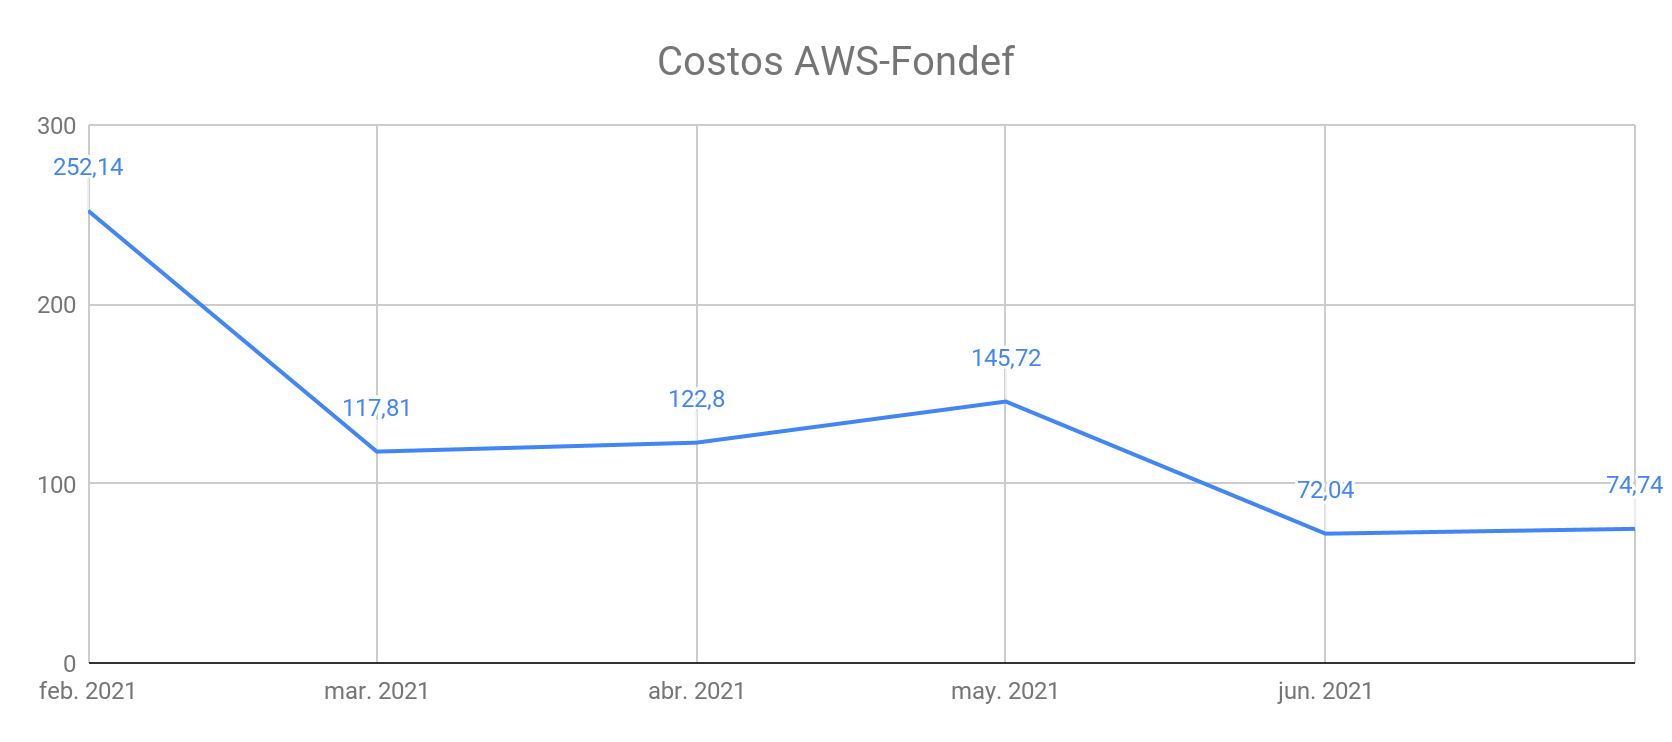 Costos AWS-Fondef
300
252,14
200
145,72
122,8
117,81
100
72,04
74,74
0
feb. 2021
mar. 2021
abr. 2021
may. 2021
jun. 2021